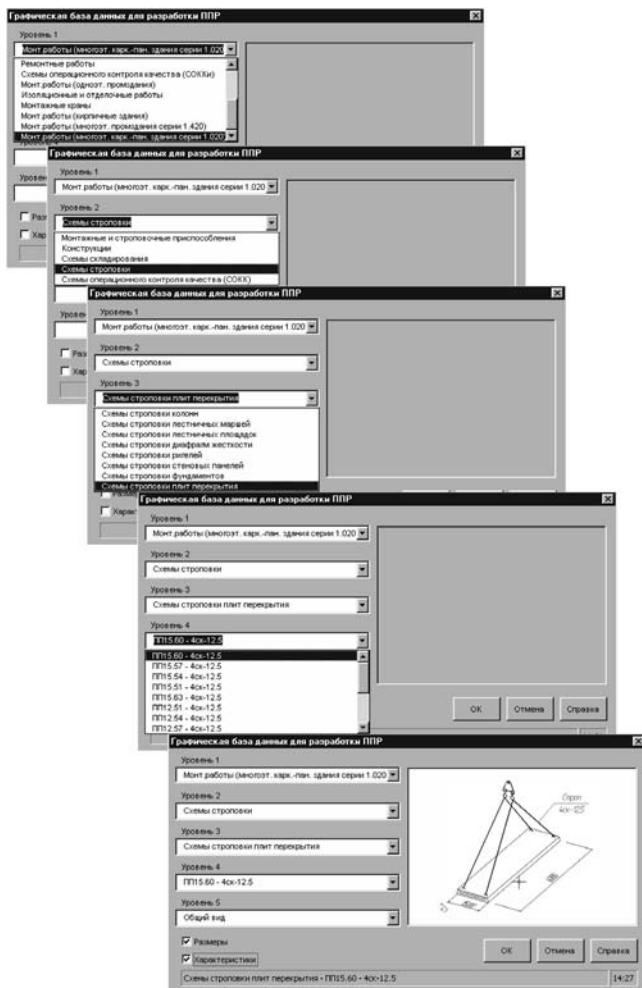 Графическая база данных для разработки ППР
Уровень 1
Монт.работы (многоэт. карк.-пан. здания серии 1.020
Ремонтные работы
Схемы операционного контроля качества (СОККи)
Монт.работы (одноэт. промздания)
Изоляционные и отделочные работы
Монтажные краны
Монт.работы (кирпичные здания)
Монт.работы (многоэт. промздания серии 1.420)
Монт.работы (многоэт. карк.-пан. здания серии 1.020)
Графическая база данных для разработки ППР
Уровень 1
Монт.работы (многоэт. карк.-пан. здания серии 1.020
Уровень 2
Схемы строповки
Монтажные и строповочные приспособления
Конструкции
Схемы складирования
Схемы строповки
Схемы операционного контроля качества (СОКК)
Графическая база данных для разработки ППР
Уровень 1
Монт.работы (многоэт. карк.-пан. здания серии 1.020
Уровень 2
Схемы строповки
Уровень 3
Схемы строповки плит перекрытия
Схемы строповки колонн
Схемы строповки лестничных маршей
Схемы строповки лестничных площадок
Схемы строповки диафрагм жесткости
Схемы строповки ригелей
Схемы строповки стеновых панелей
Схемы строповки фундаментов
Схемы строповки плит перекрытия
Графическая база данных для разработки ППР
Уровень 1
Монт.работы (многоэт. карк.-пан. здания серии 1.020
Уровень 2
Схемы строповки
Уровень 3
Схемы строповки плит перекрытия
Уровень 4
ПП15.60 - 4ск-12.5
ПП15.60 - 4ск-12.5
ПП15.57 - 4ск-12.5
ПП15.54 - 4ск-12.5
ПП15.51 - 4ск-12.5
ПП15.63 - 4ск-12.5
ПП12.51 - 4ск-12.5
ПП12.54 - 4ск-12.5
ПП12.57 - 4ск-12.5
ОК Отмена Справка
Графическая база данных для разработки ППР
Уровень 1
Монт.работы (многоэт. карк.-пан. здания серии 1.020
Уровень 2
Схемы строповки
Уровень 3
Схемы строповки плит перекрытия
Уровень 4
ПП15.60 - 4ск-12.5
Уровень 5
Общий вид
Строп
4ск-12.5
Размеры
Характеристики
ОК Отмена Справка
Схемы строповки плит перекрытия - ПП15.60 - 4ск-12.5 14:27